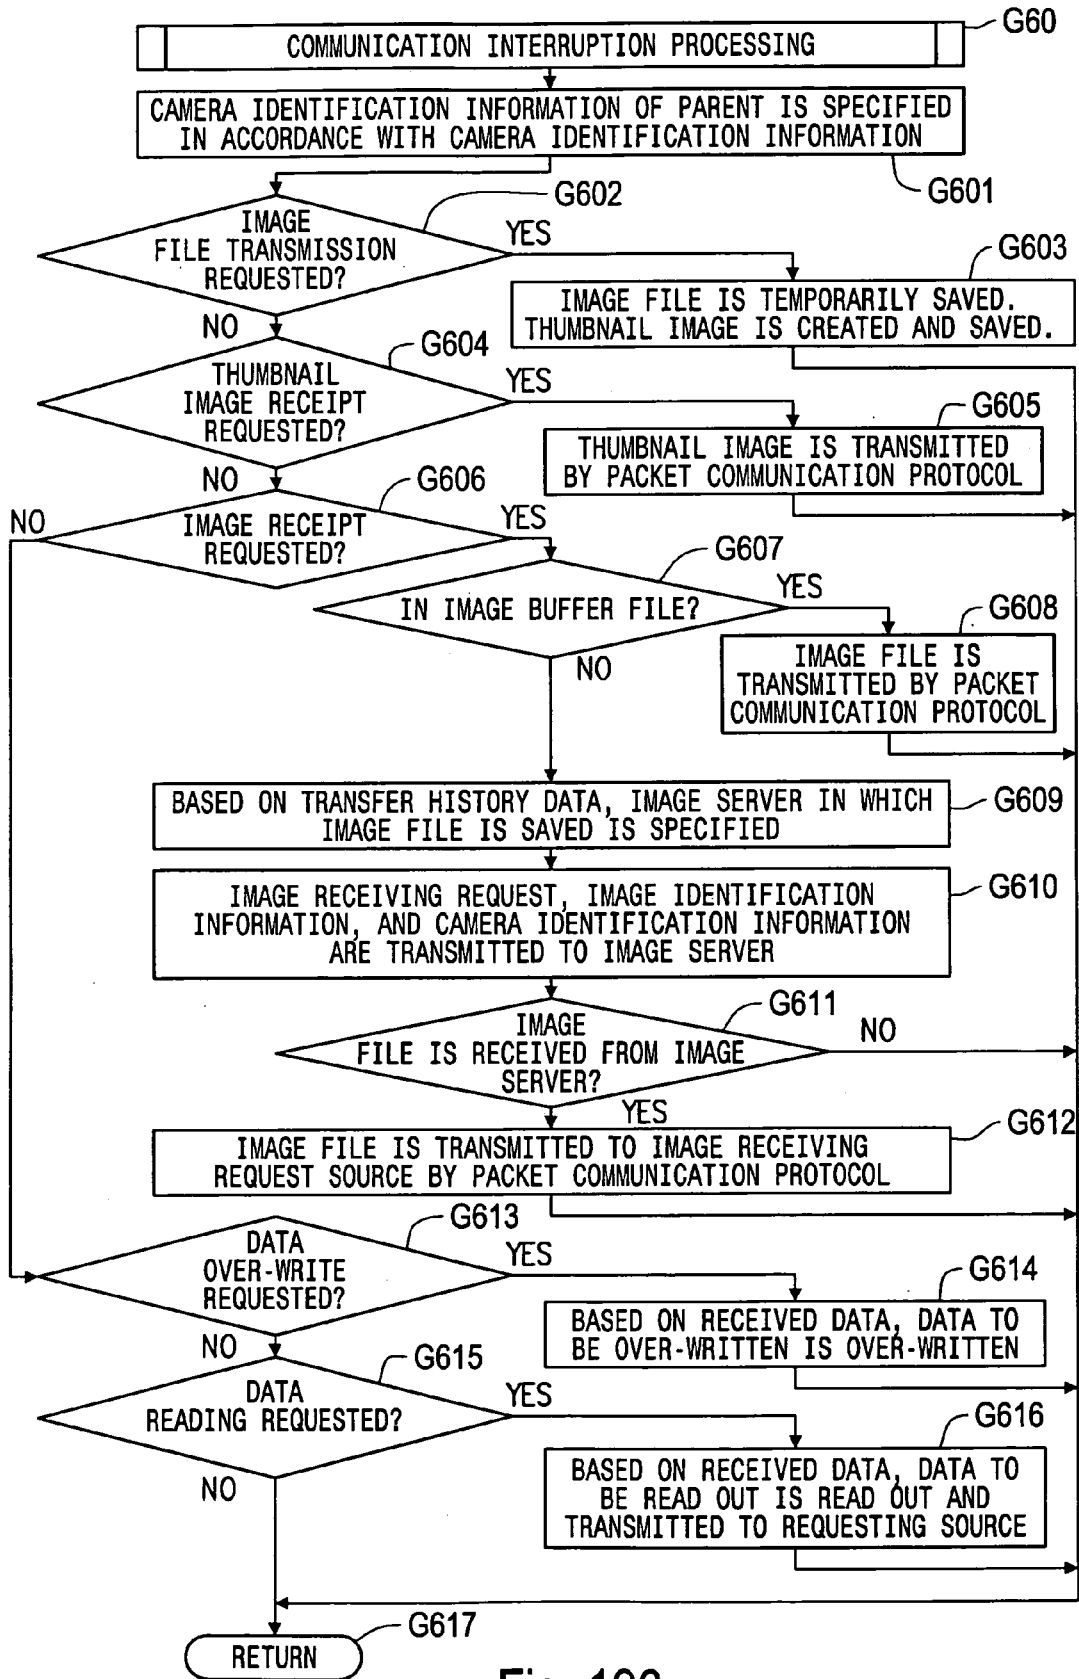 G60
COMMUNICATION INTERRUPTION PROCESSING
CAMERA IDENTIFICATION INFORMATION OF PARENT IS SPECIFIED
IN ACCORDANCE WITH CAMERA IDENTIFICATION INFORMATION
G601
G602
IMAGE
FILE TRANSMISSION
REQUESTED?
YES
NO
G603
IMAGE FILE IS TEMPORARILY SAVED.
THUMBNAIL IMAGE IS CREATED AND SAVED.
G604
THUMBNAIL
IMAGE RECEIPT
REQUESTED?
YES
NO
G605
THUMBNAIL IMAGE IS TRANSMITTED
BY PACKET COMMUNICATION PROTOCOL
G606
IMAGE RECEIPT
REQUESTED?
NO
YES
G607
IN IMAGE BUFFER FILE?
YES
NO
G608
IMAGE FILE IS
TRANSMITTED BY PACKET
COMMUNICATION PROTOCOL
BASED ON TRANSFER HISTORY DATA, IMAGE SERVER IN WHICH
IMAGE FILE IS SAVED IS SPECIFIED
G609
IMAGE RECEIVING REQUEST, IMAGE IDENTIFICATION
INFORMATION, AND CAMERA IDENTIFICATION INFORMATION
ARE TRANSMITTED TO IMAGE SERVER
G610
G611
IMAGE
FILE IS RECEIVED FROM IMAGE
SERVER?
NO
YES
IMAGE FILE IS TRANSMITTED TO IMAGE RECEIVING
REQUEST SOURCE BY PACKET COMMUNICATION PROTOCOL
G612
G613
DATA
OVER-WRITE
REQUESTED?
YES
NO
G614
BASED ON RECEIVED DATA, DATA TO
BE OVER-WRITTEN IS OVER-WRITTEN
G615
DATA
READING REQUESTED?
YES
NO
G616
BASED ON RECEIVED DATA, DATA TO
BE READ OUT IS READ OUT AND
TRANSMITTED TO REQUESTING SOURCE
G617
RETURN